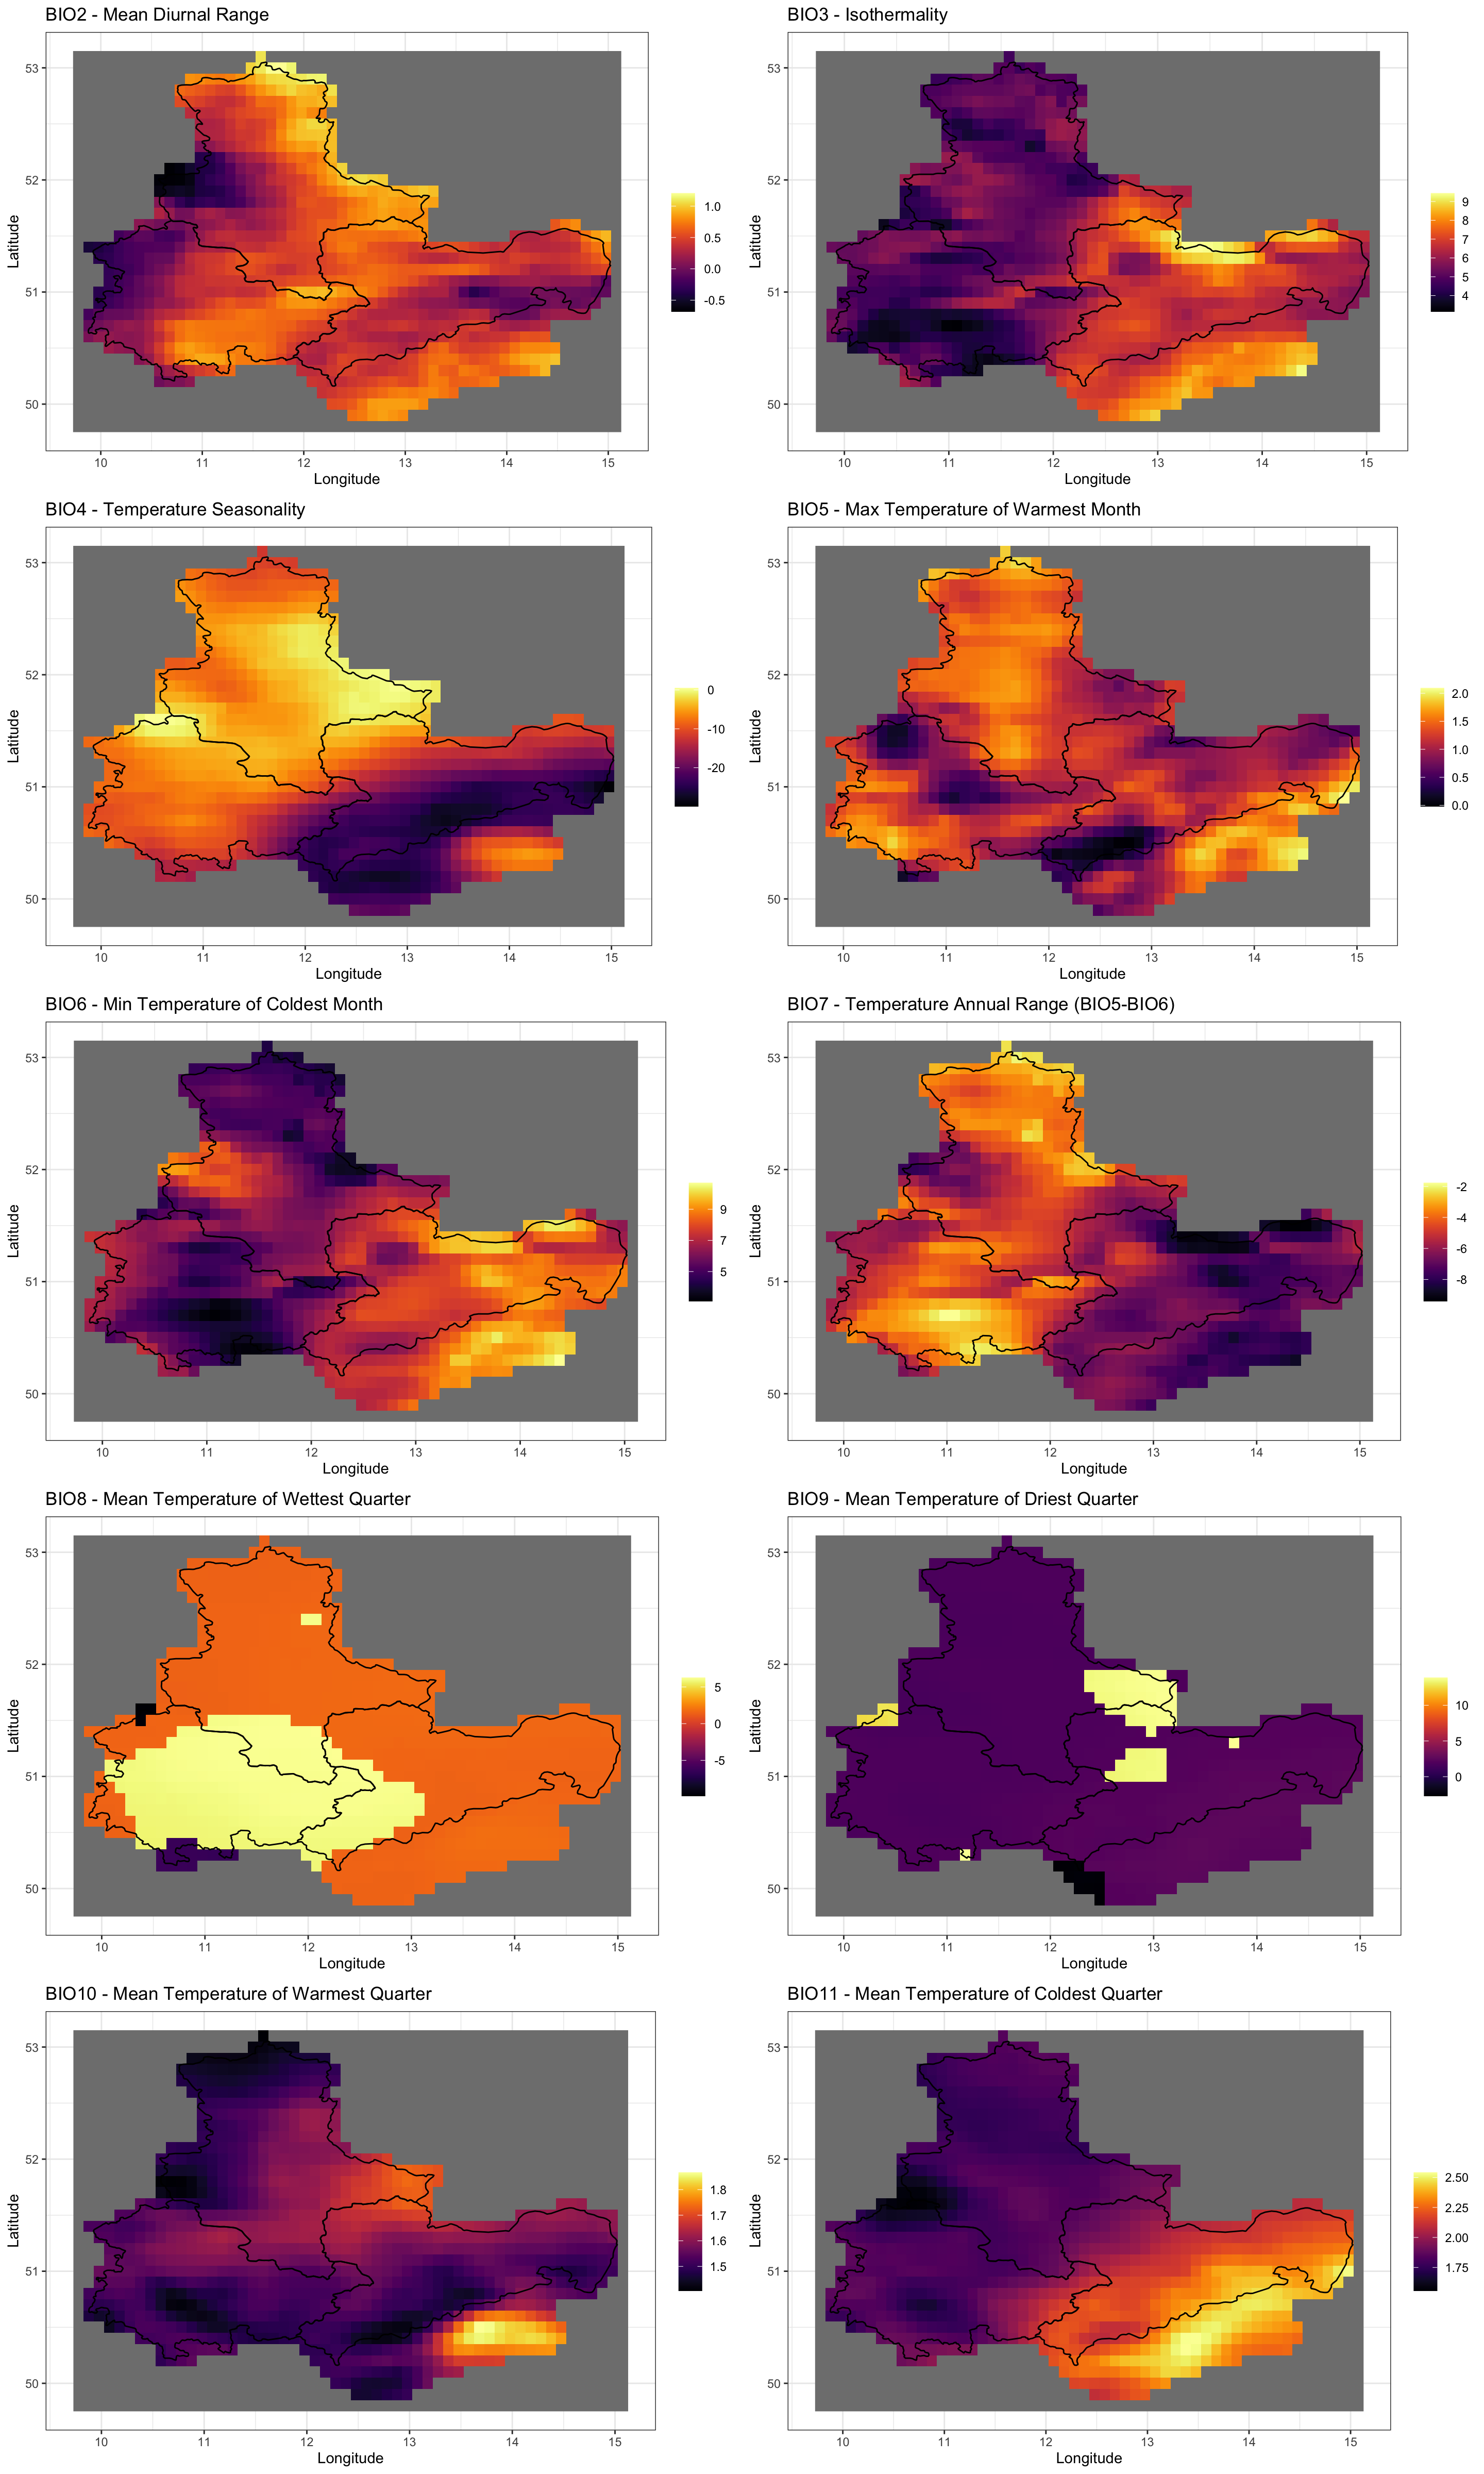 BIO2 - Mean Diurnal Range
53
52
51
50
Latitude
10 11 12 13 14 15
Longitude
1.0
0.5
0.0
-0.5
BIO3 - Isothermality
53
52
51
50
Latitude
10 11 12 13 14 15
Longitude
9
8
7
6
5
4
BIO4 - Temperature Seasonality
53
52
51
50
Latitude
10 11 12 13 14 15
Longitude
0
-10
-20
BIO5 - Max Temperature of Warmest Month
53
52
51
50
Latitude
10 11 12 13 14 15
Longitude
2.0
1.5
1.0
0.5
0.0
BIO6 - Min Temperature of Coldest Month
53
52
51
50
Latitude
10 11 12 13 14 15
Longitude
9
7
5
BIO7 - Temperature Annual Range (BIO5-BIO6)
53
52
51
50
Latitude
10 11 12 13 14 15
Longitude
-2
-4
-6
-8
BIO8 - Mean Temperature of Wettest Quarter
53
52
51
50
Latitude
10 11 12 13 14 15
Longitude
5
0
-5
BIO9 - Mean Temperature of Driest Quarter
53
52
51
50
Latitude
10 11 12 13 14 15
Longitude
10
5
0
BIO10 - Mean Temperature of Warmest Quarter
53
52
51
50
Latitude
10 11 12 13 14 15
Longitude
1.8
1.7
1.6
1.5
BIO11 - Mean Temperature of Coldest Quarter
53
52
51
50
Latitude
10 11 12 13 14 15
Longitude
2.50
2.25
2.00
1.75